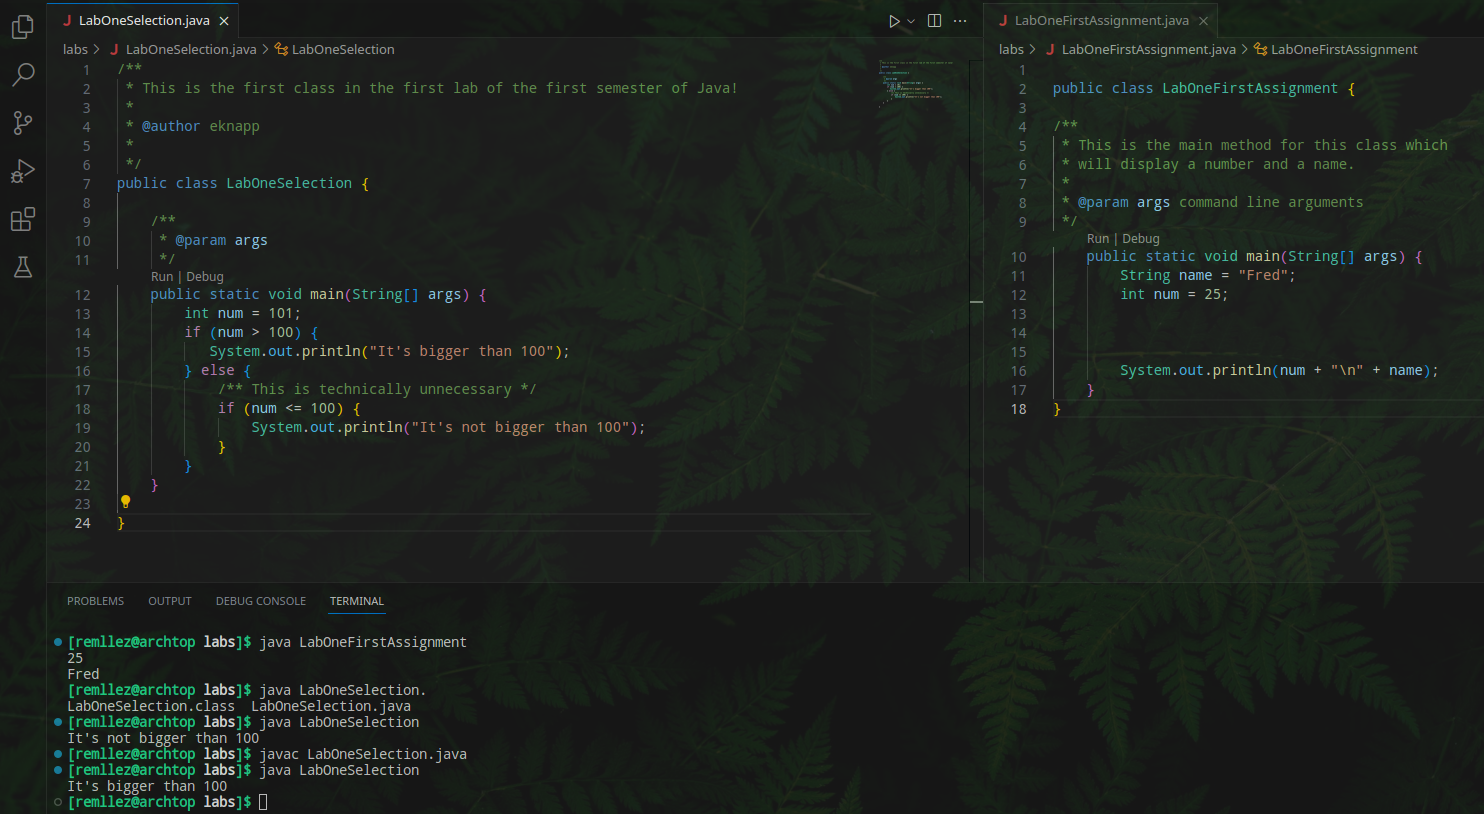 LabOneSelection.java
labs > LabOneSelection.java > LabOneSelection
1 /**
2  * This is the first class in the first lab of the first semester of Java!
3  *
4  * @author eknapp
5  *
6  */
7 public class LabOneSelection {
8
9     /**
10      * @param args
11      */
Run | Debug
12     public static void main(String[] args) {
13         int num = 101;
14         if (num > 100) {
15            System.out.println("It's bigger than 100");
16         } else {
17             /** This is technically unnecessary */
18             if (num <= 100) {
19                 System.out.println("It's not bigger than 100");
20             }
21         }
22     }
23
24 }
LabOneFirstAssignment.java
labs > LabOneFirstAssignment.java > LabOneFirstAssignment
1
2 public class LabOneFirstAssignment {
3
4 /**
5  * This is the main method for this class which
6  * will display a number and a name.
7  *
8  * @param args command line arguments
9  */
Run | Debug
10     public static void main(String[] args) {
11         String name = "Fred";
12         int num = 25;
13
14
15
16         System.out.println(num + "\n" + name);
17     }
18 }
PROBLEMS OUTPUT DEBUG CONSOLE TERMINAL
[remllez@archtop labs]$ java LabOneFirstAssignment
25
Fred
[remllez@archtop labs]$ java LabOneSelection.
LabOneSelection.class  LabOneSelection.java
[remllez@archtop labs]$ java LabOneSelection
It's not bigger than 100
[remllez@archtop labs]$ javac LabOneSelection.java
[remllez@archtop labs]$ java LabOneSelection
It's bigger than 100
[remllez@archtop labs]$